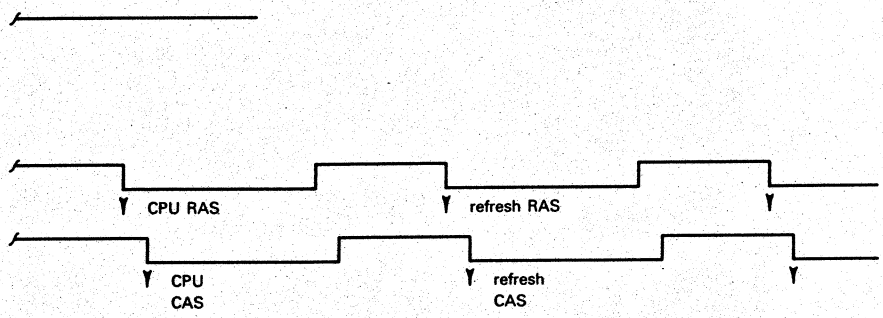 CPU RAS
refresh RAS
CPU
CAS
refresh
CAS